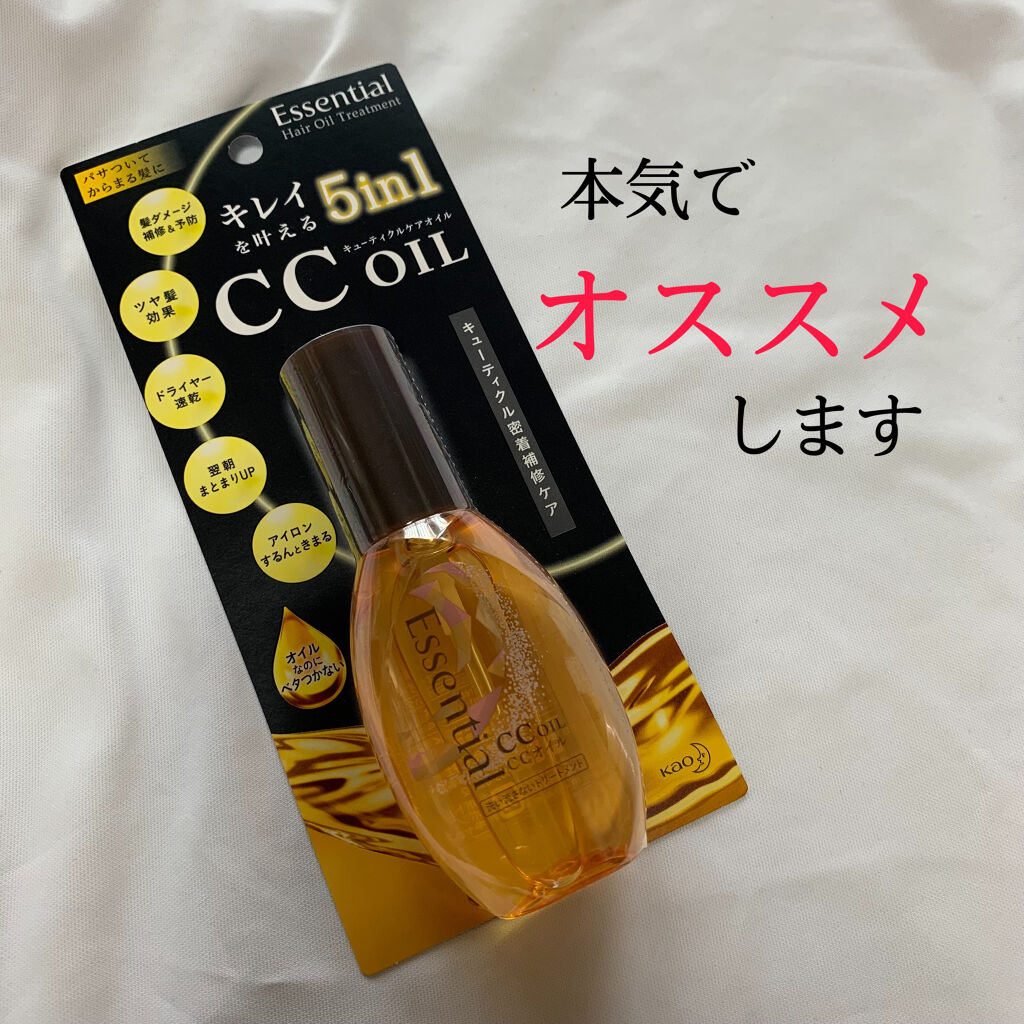 Essential
Hair Oil Treatment
パサついて
からまる髪に
髪ダメージ
補修&予防
キレイ
を叶える
5in1
キューティクルケアオイル
CC OIL
ツヤ髪
効果
ドライヤー
速乾
翌朝
まとまりUP
アイロン
するんときまる
キューティクル密着補修ケア
オイル
なのに
ベタつかない
Essential
CC OIL
CCオイル
洗い流さないトリートメント
Kao
本気で
オススメ
します